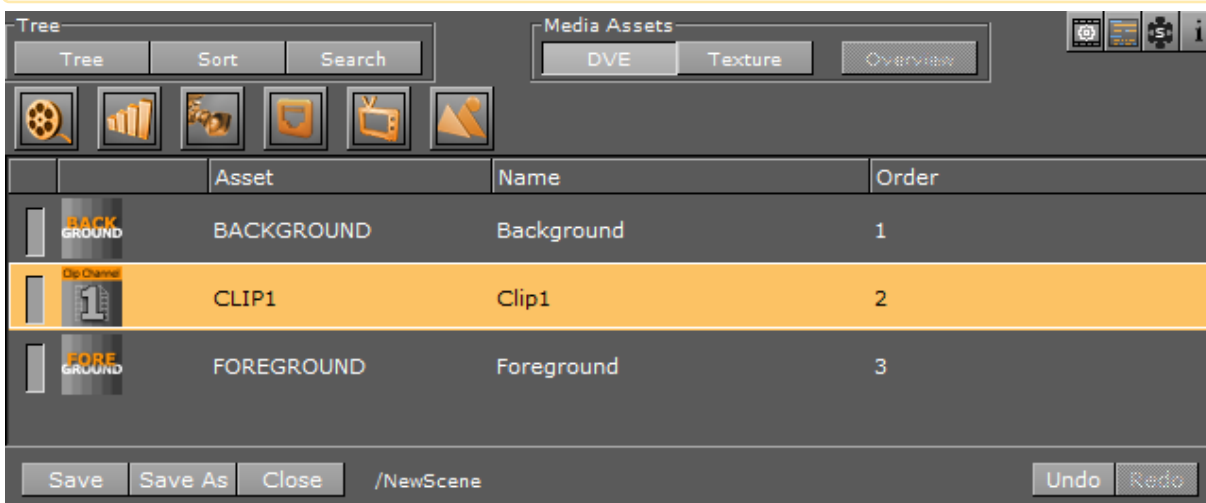 Tree
Media Assets
Tree Sort Search DVE Texture Overview
S i
Asset Name Order
BACK GROUND BACKGROUND Background 1
Clip Channel
1 CLIP1 Clip1 2
FORE GROUND FOREGROUND Foreground 3
Save Save As Close /NewScene Undo Redo